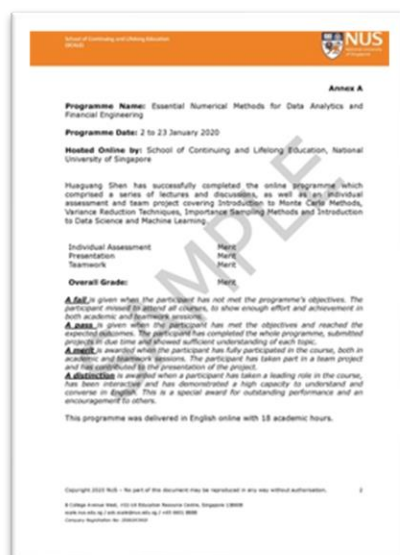 School of Continuing and Lifelong Education
NUS
National University
of Singapore
Annex A
Programme Name: Essential Numerical Methods for Data Analytics and
Financial Engineering
Programme Date: 2 to 23 January 2020
Hosted Online by: School of Continuing and Lifelong Education, National
University of Singapore
Huaguang Shen has successfully completed the online programme which
comprised a series of lectures and discussions, as well as an individual
assessment and team project covering Introduction to Monte Carlo Methods,
Variance Reduction Techniques, Importance Sampling Methods and Introduction
to Data Science and Machine Learning.
Individual Assessment Merit
Presentation Merit
Teamwork Merit
Overall Grade: Merit
A fail is given when the participant has not met the programme's objectives. The
participant missed to attend all courses, to show enough effort and achievement in
both academic and teamwork sessions.
A pass is given when the participant has met the objectives and reached the
expected outcomes. The participant has completed the whole programme, submitted
projects in due time and showed sufficient understanding of each topic.
A merit is awarded when the participant has fully participated in the course, both in
academic and teamwork sessions. The participant has taken part in a team project
and has contributed to the presentation of the project.
A distinction is awarded when a participant has taken a leading role in the course,
has been interactive and has demonstrated a high capacity to understand and
converse in English. This is a special award for outstanding performance and an
encouragement to others.
This programme was delivered in English online with 18 academic hours.
SAMPLE
Copyright 2020 NUS – No part of this document may be reproduced in any way without authorisation. 2
8 College Avenue West, Education Resource Centre, Singapore 138608
Company Registration No: